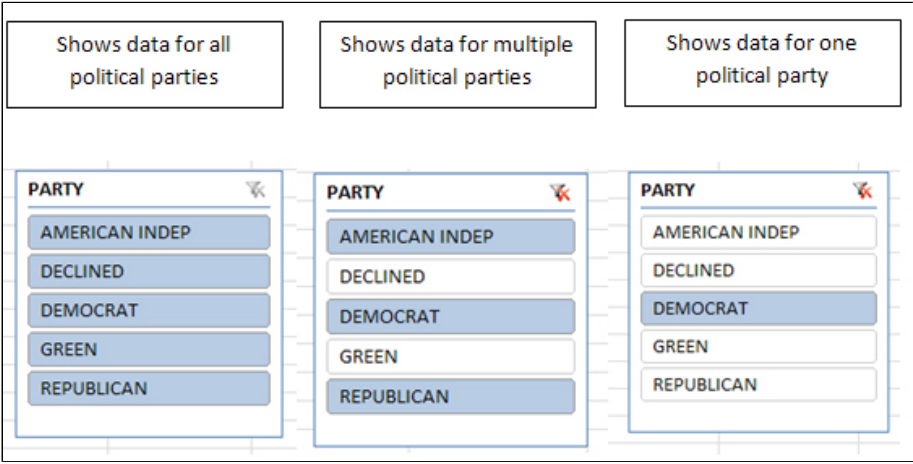 Shows data for all
political parties
Shows data for multiple
political parties
Shows data for one
political party
PARTY
AMERICAN INDEP
DECLINED
DEMOCRAT
GREEN
REPUBLICAN
PARTY
AMERICAN INDEP
DECLINED
DEMOCRAT
GREEN
REPUBLICAN
PARTY
AMERICAN INDEP
DECLINED
DEMOCRAT
GREEN
REPUBLICAN